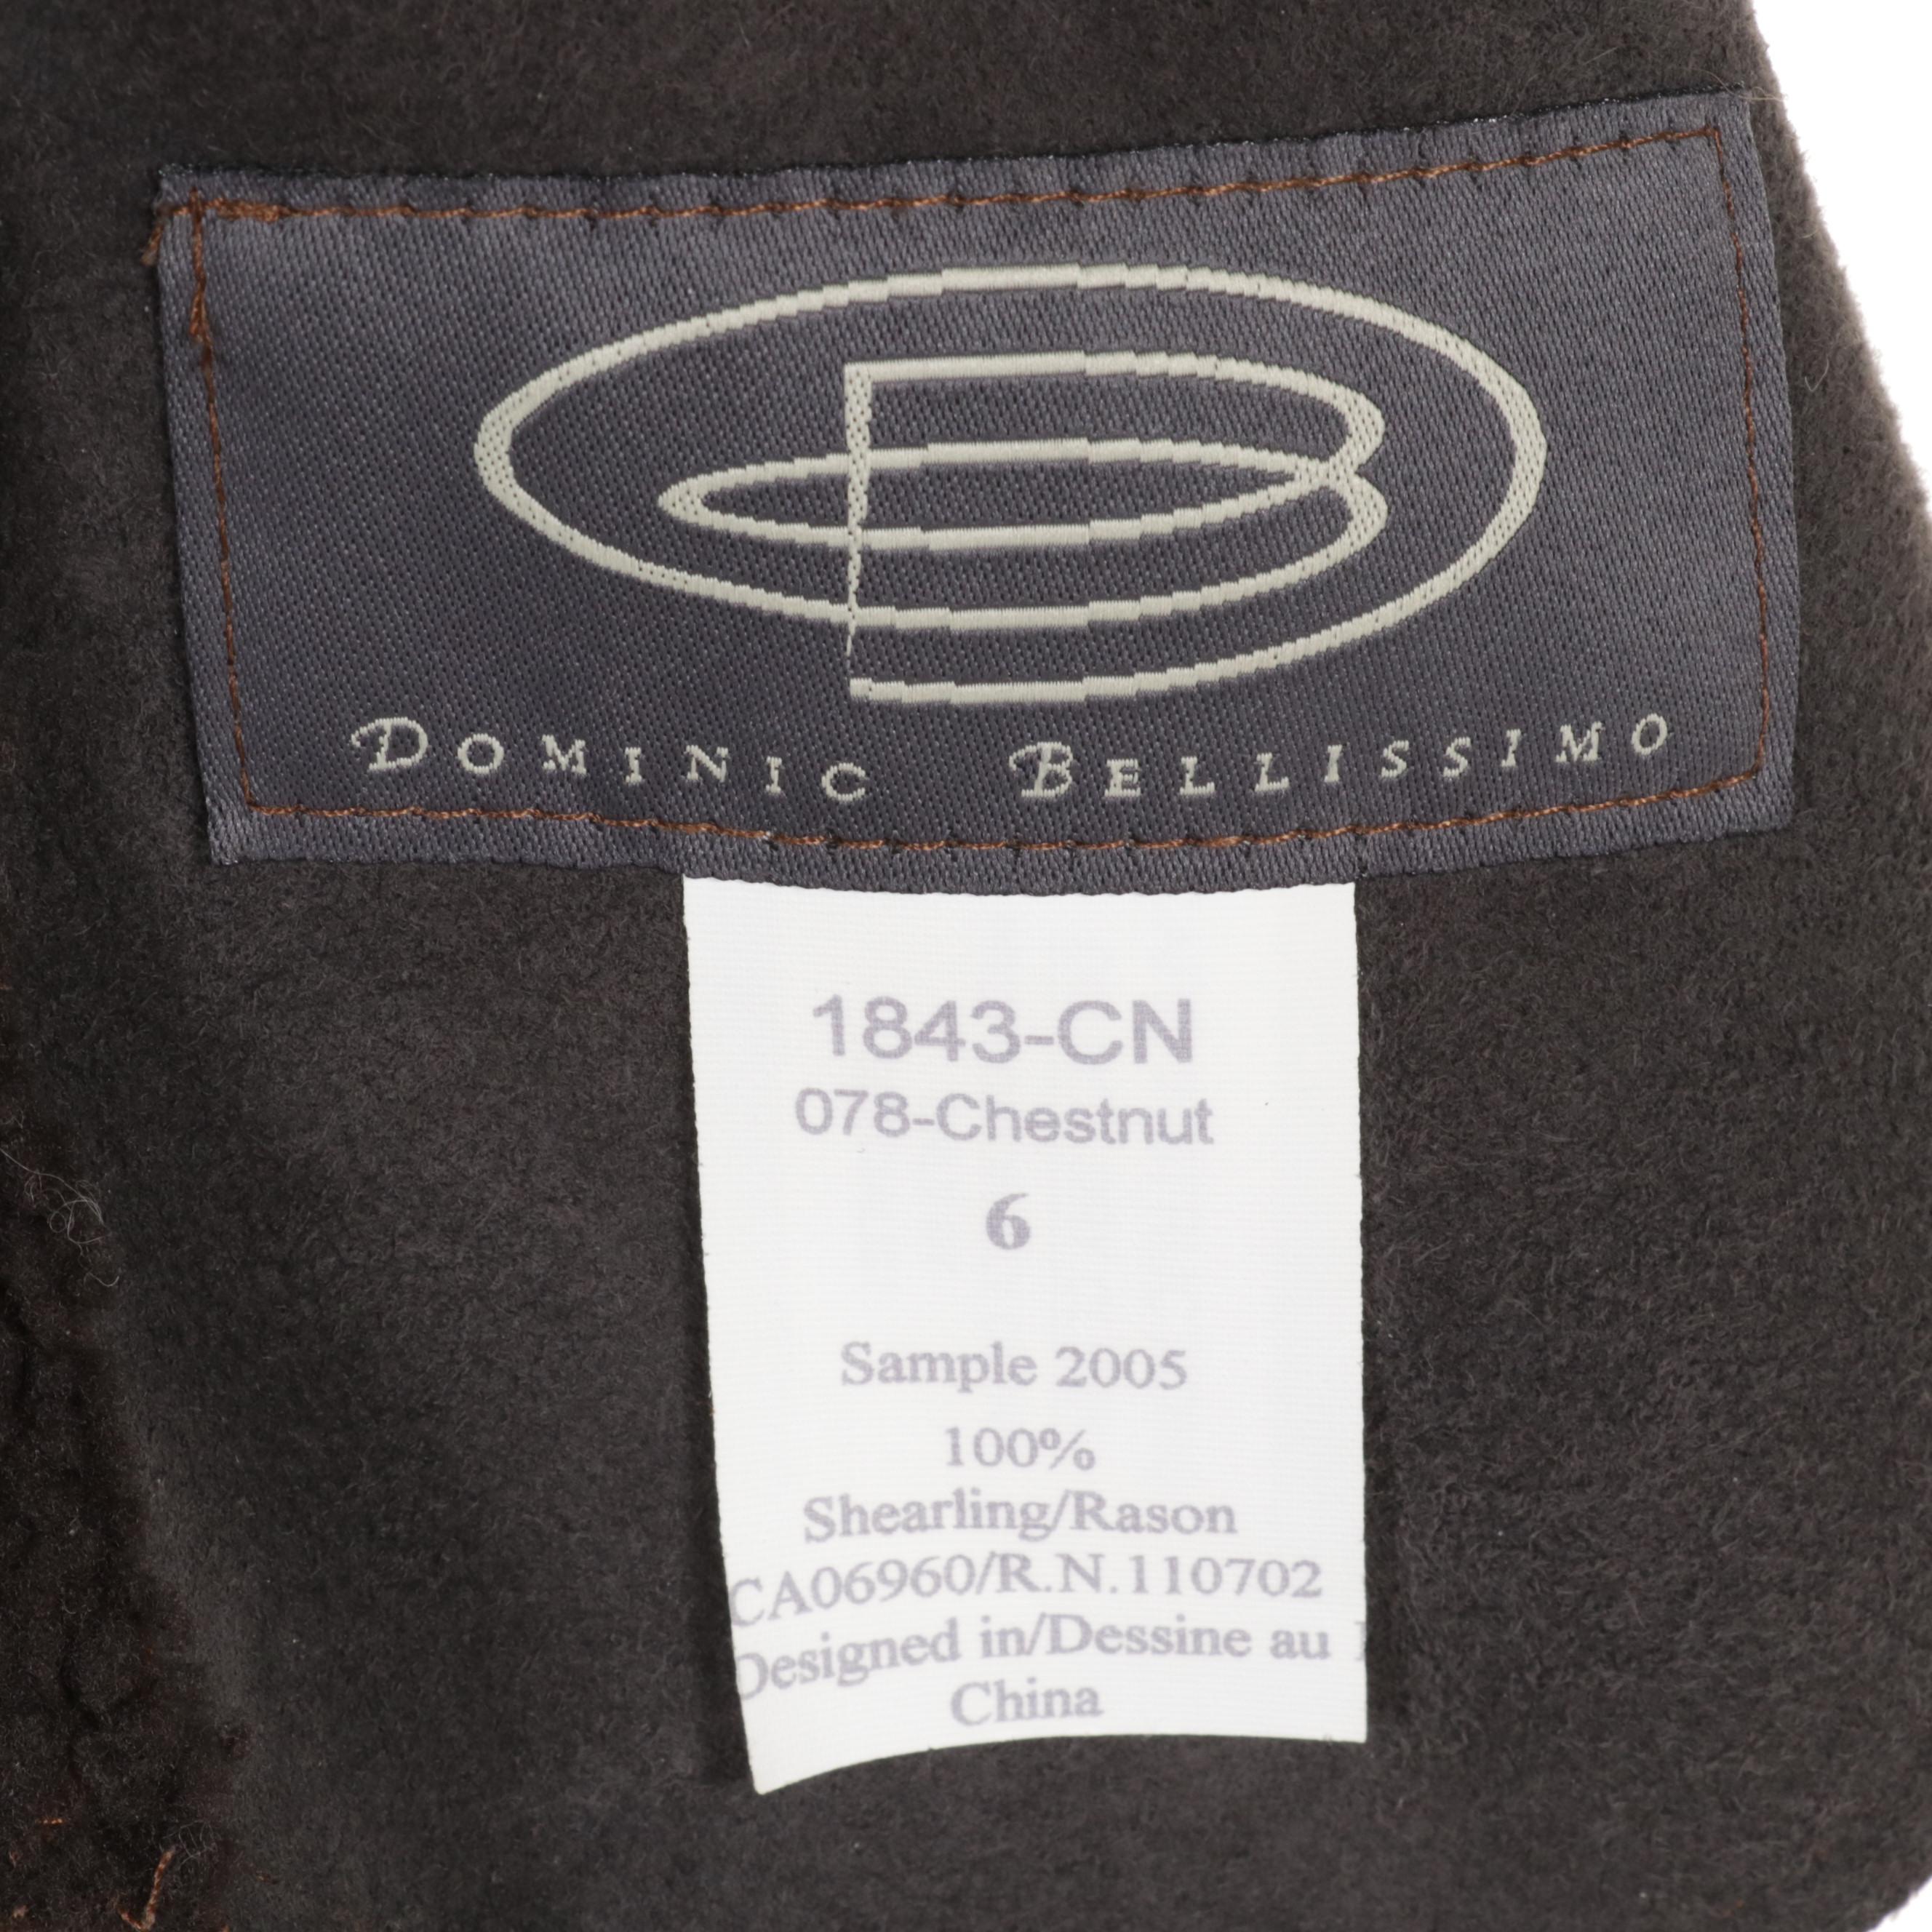 DOMINIC BELLISSIMO
1843-CN
078-Chestnut
6
Sample 2005
100%
Shearling/Rason
CA06960/R.N.110702
Designed in/Dessine au
China